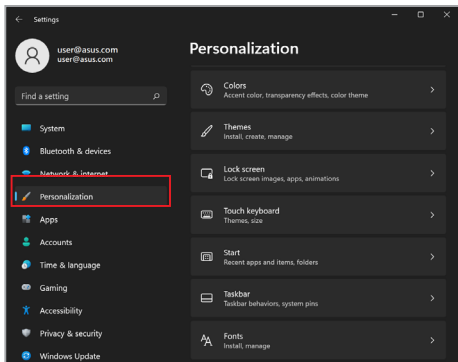 Settings
user@asus.com
user@asus.com
Find a setting
System
Bluetooth & devices
Network & internet
Personalization
Apps
Accounts
Time & language
Gaming
Accessibility
Privacy & security
Windows Update
Personalization
Colors
Accent color, transparency effects, color theme
Themes
Install, create, manage
Lock screen
Lock screen images, apps, animations
Touch keyboard
Themes, size
Start
Recent apps and items, folders
Taskbar
Taskbar behaviors, system pins
Fonts
Install, manage